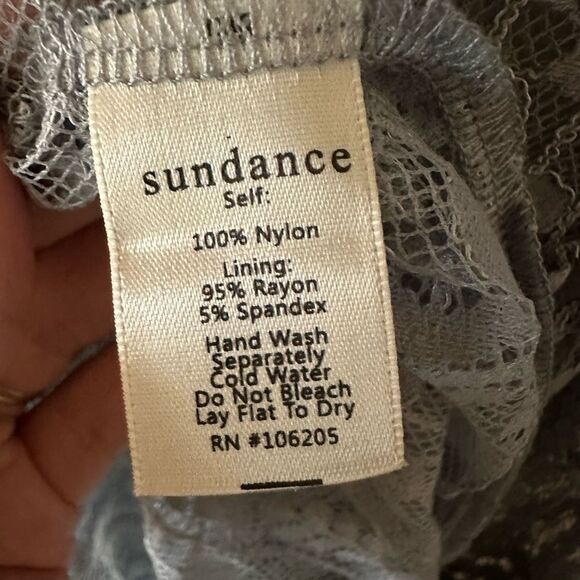 sundance
Self:
100% Nylon
Lining:
95% Rayon
5% Spandex
Hand Wash
Separately
Cold Water
Do Not Bleach
Lay Flat To Dry
RN #106205